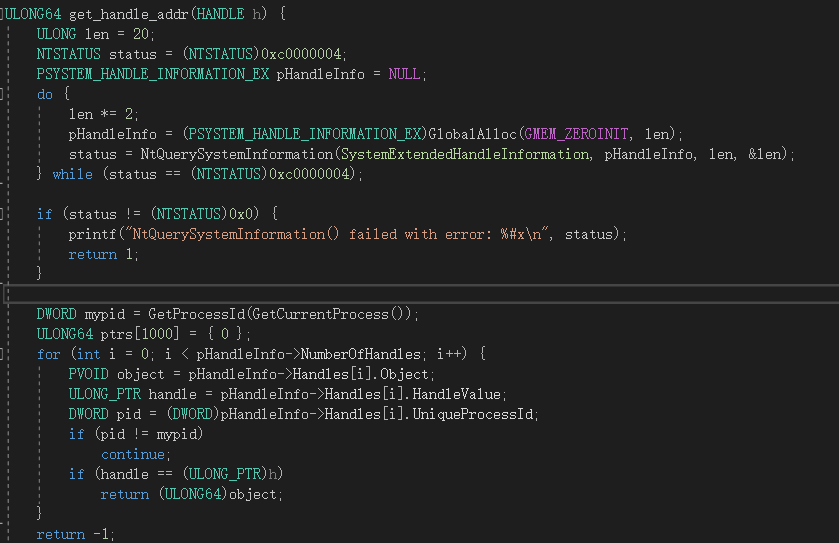 ULONG64 get_handle_addr(HANDLE h) {
ULONG len = 20;
NTSTATUS status = (NTSTATUS)0xc0000004;
PSYSTEM_HANDLE_INFORMATION_EX pHandleInfo = NULL;
do {
len *= 2;
pHandleInfo = (PSYSTEM_HANDLE_INFORMATION_EX)GlobalAlloc(GMEM_ZEROINIT, len);
status = NtQuerySystemInformation(SystemExtendedHandleInformation, pHandleInfo, len, &len);
} while (status == (NTSTATUS)0xc0000004);
if (status != (NTSTATUS)0x0) {
printf("NtQuerySystemInformation() failed with error: %#x\n", status);
return 1;
}
DWORD mypid = GetProcessId(GetCurrentProcess());
ULONG64 ptrs[1000] = { 0 };
for (int i = 0; i < pHandleInfo->NumberOfHandles; i++) {
PVOID object = pHandleInfo->Handles[i].Object;
ULONG_PTR handle = pHandleInfo->Handles[i].HandleValue;
DWORD pid = (DWORD)pHandleInfo->Handles[i].UniqueProcessId;
if (pid != mypid)
continue;
if (handle == (ULONG_PTR)h)
return (ULONG64)object;
}
return -1;